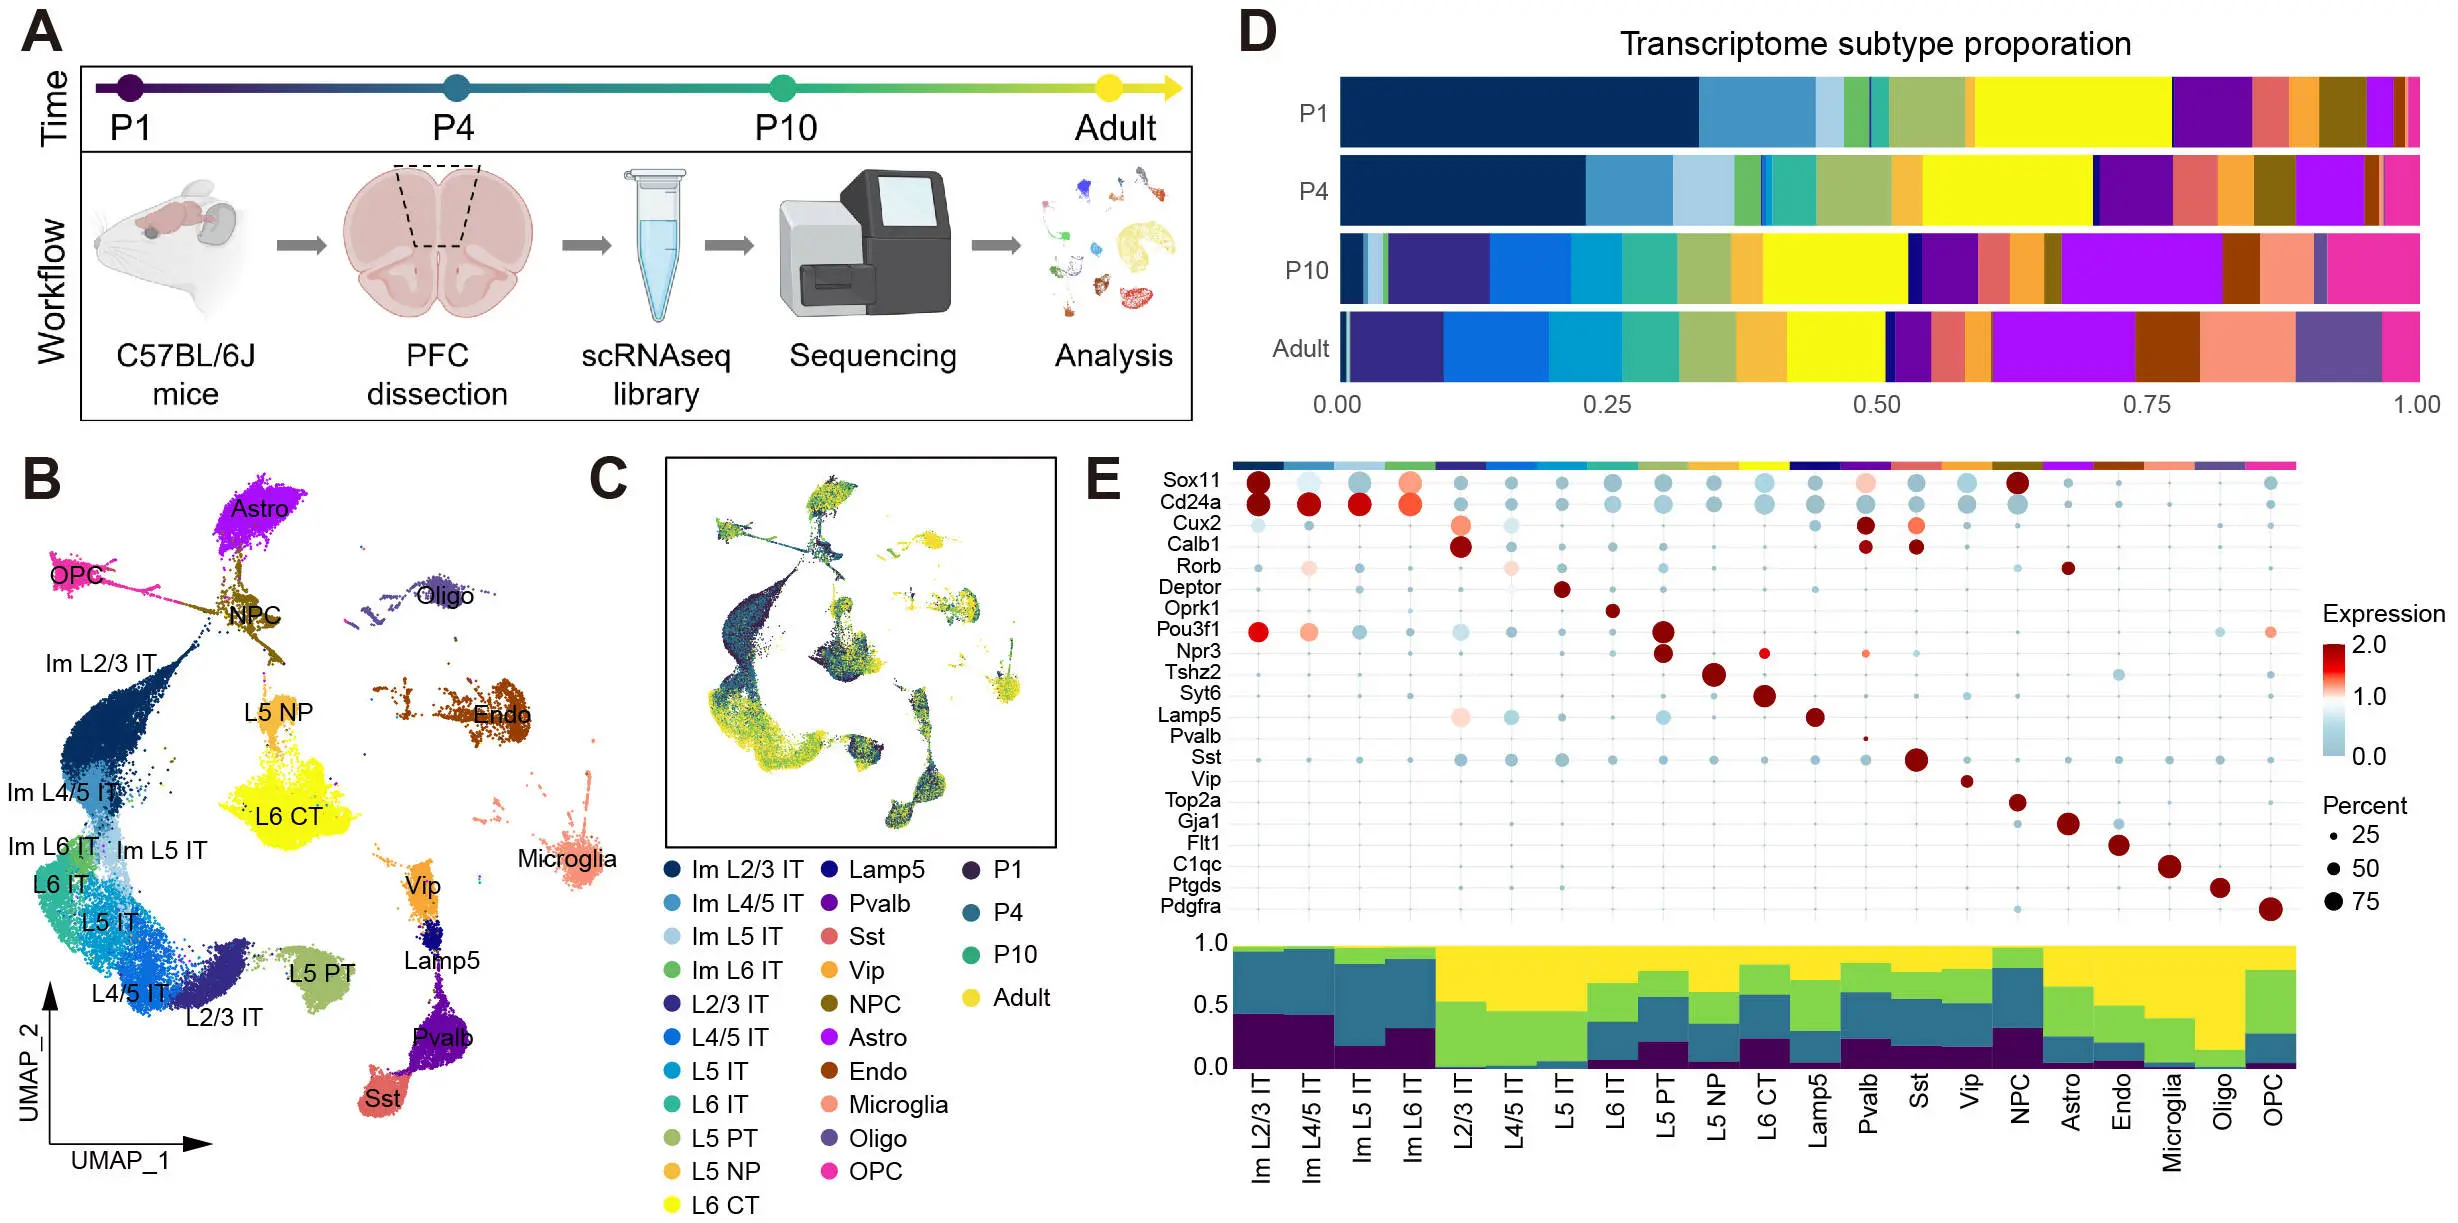 A
Time
P1
P4
P10
Adult
Workflow
C57BL/6J
mice
PFC
dissection
scRNAseq
library
Sequencing
Analysis
B
Astro
OPC
NPC
Oligo
Im L2/3 IT
L5 NP
Endo
Im L4/5 IT
L6 CT
Im L6 IT
Im L5 IT
Microglia
L6 IT
Vip
L5 IT
Lamp5
L5 PT
L4/5 IT
L2/3 IT
Pvalb
Sst
UMAP_2
UMAP_1
C
Im L2/3 IT
Im L4/5 IT
Im L5 IT
Im L6 IT
L2/3 IT
L4/5 IT
L5 IT
L6 IT
L5 PT
L5 NP
L6 CT
Lamp5
Pvalb
Sst
Vip
NPC
Astro
Endo
Microglia
Oligo
OPC
P1
P4
P10
Adult
D
Transcriptome subtype proporation
P1
P4
P10
Adult
0.00
0.25
0.50
0.75
1.00
E
Sox11
Cd24a
Cux2
Calb1
Rorb
Deptor
Oprk1
Pou3f1
Npr3
Tshz2
Syt6
Lamp5
Pvalb
Sst
Vip
Top2a
Gja1
Flt1
C1qc
Ptgds
Pdgfra
Expression
2.0
1.0
0.0
Percent
25
50
75
1.0
0.5
0.0
Im L2/3 IT
Im L4/5 IT
Im L5 IT
Im L6 IT
L2/3 IT
L4/5 IT
L5 IT
L6 IT
L5 PT
L5 NP
L6 CT
Lamp5
Pvalb
Sst
Vip
NPC
Astro
Endo
Microglia
Oligo
OPC